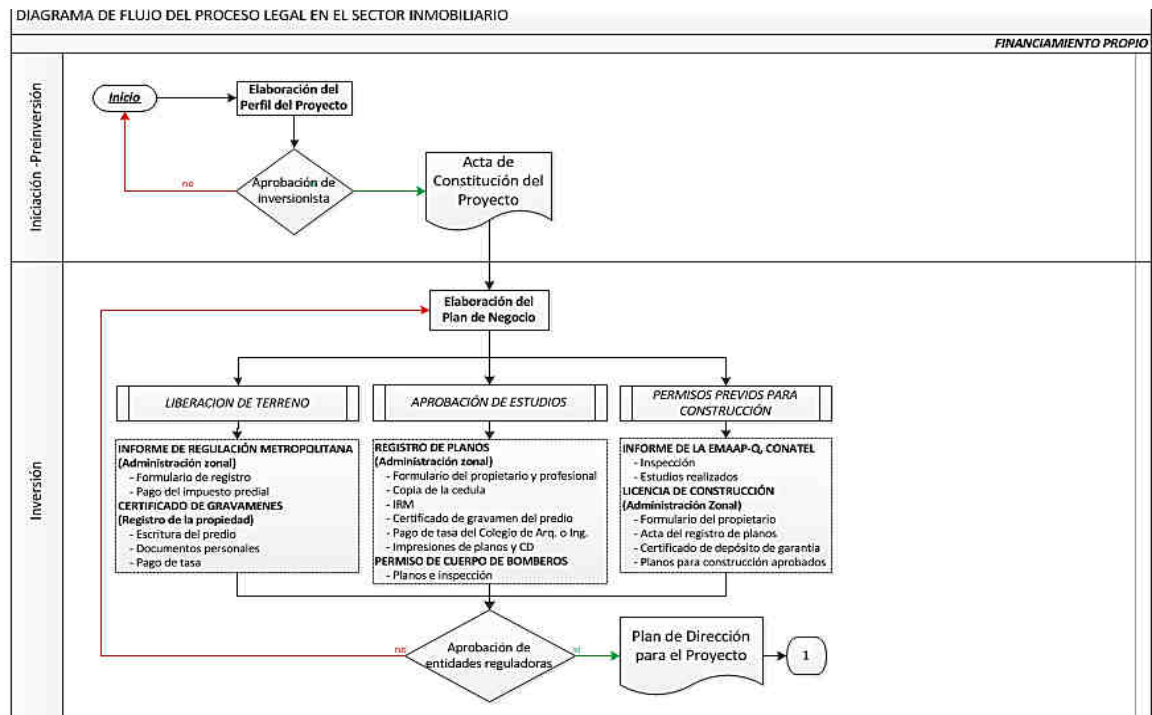 DIAGRAMA DE FLUJO DEL PROCESO LEGAL EN EL SECTOR INMOBILIARIO
FINANCIAMIENTO PROPIO
Iniciación -Preinversión
Inicio
Elaboración del
Perfil del Proyecto
Aprobación de
inversionista
no
Acta de
Constitución del
Proyecto
Inversión
Elaboración del
Plan de Negocio
LIBERACION DE TERRENO
APROBACIÓN DE ESTUDIOS
PERMISOS PREVIOS PARA
CONSTRUCCIÓN
INFORME DE REGULACIÓN METROPOLITANA
(Administración zonal)
- Formulario de registro
- Pago del impuesto predial
CERTIFICADO DE GRAVAMENES
(Registro de la propiedad)
- Escritura del predio
- Documentos personales
- Pago de tasa
REGISTRO DE PLANOS
(Administración zonal)
- Formulario del propietario y profesional
- Copia de la cedula
- IRM
- Certificado de gravamen del predio
- Pago de tasa del Colegio de Arq. o Ing.
- Impresiones de planos y CD
PERMISO DE CUERPO DE BOMBEROS
- Planos e inspección
INFORME DE LA EMAAP-Q, CONATEL
- Inspección
- Estudios realizados
LICENCIA DE CONSTRUCCIÓN
(Administración Zonal)
- Formulario del propietario
- Acta del registro de planos
- Certificado de depósito de garantía
- Planos para construcción aprobados
Aprobación de
entidades reguladoras
no
si
Plan de Dirección
para el Proyecto
1